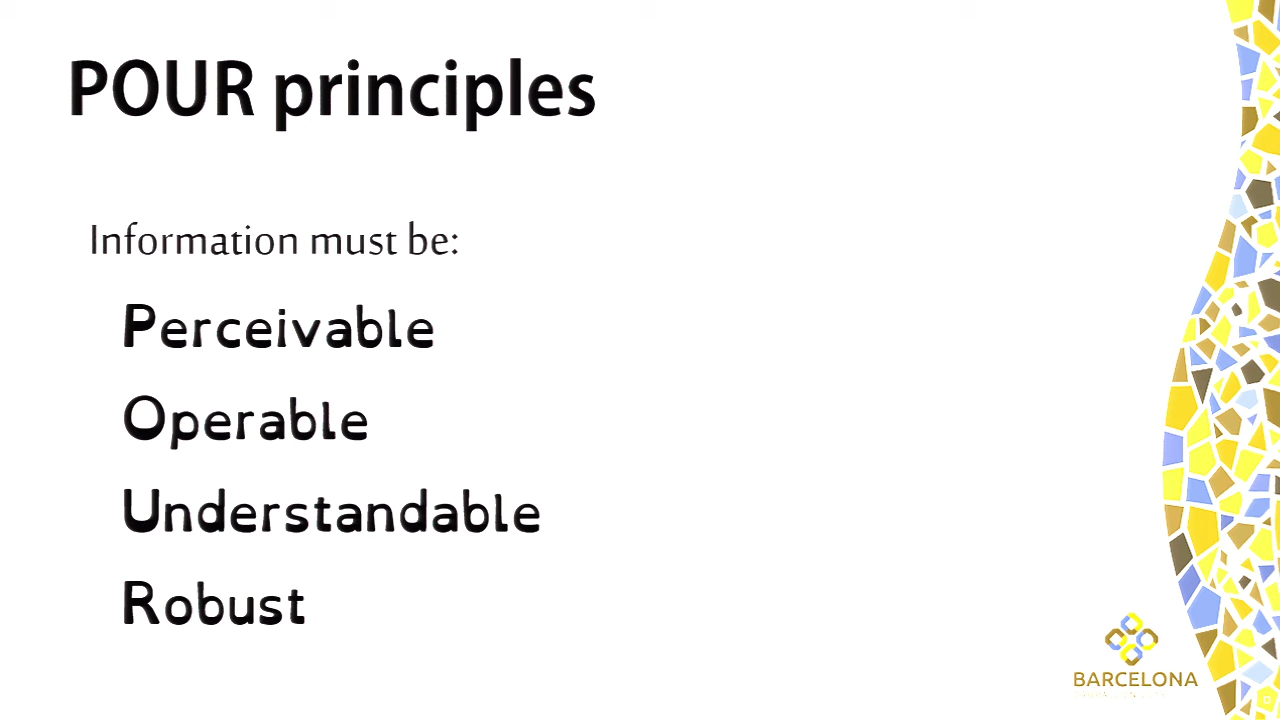 POUR principles
Information must be:
Perceivable
Operable
Understandable
Robust
BARCELONA